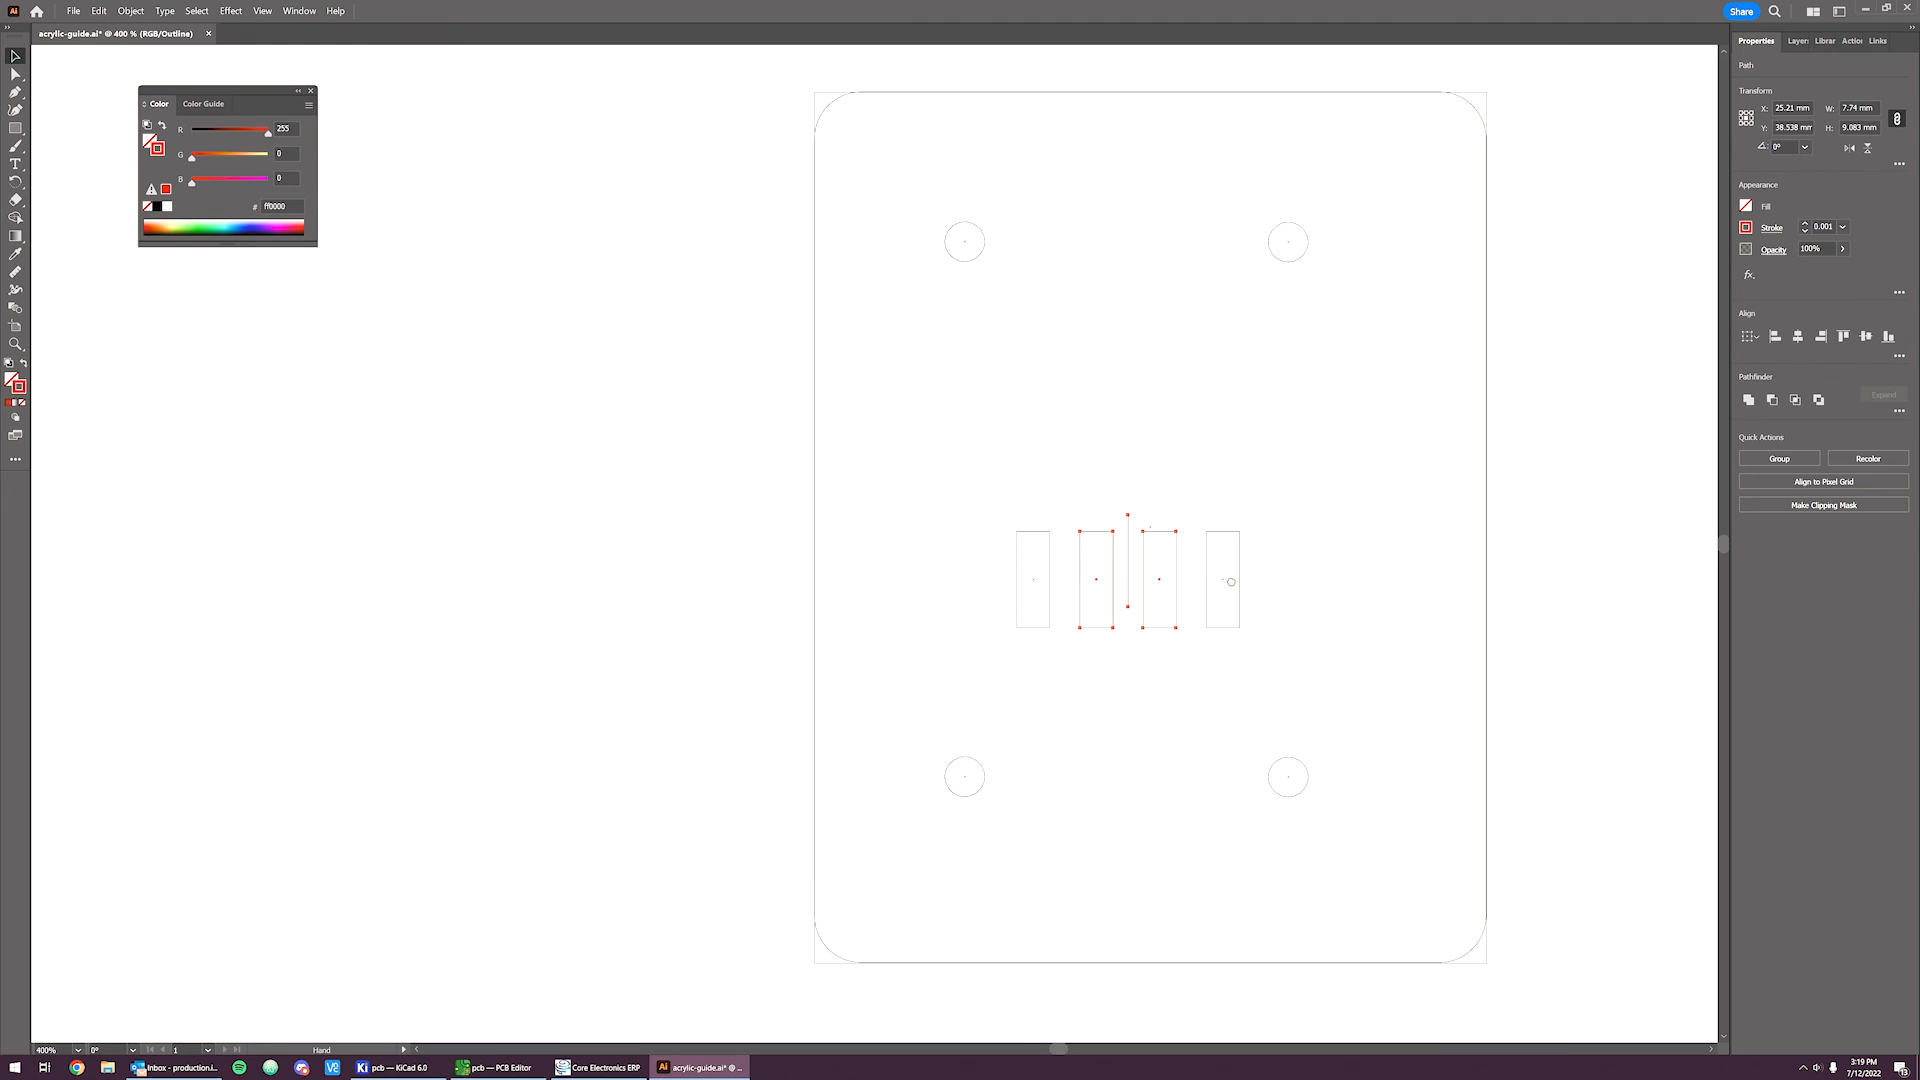 Ai File Edit Object Type Select Effect View Window Help Share
acrylic-guide.ai* @ 400 % (RGB/Outline) ×
Properties Layers Librar Action Links
Path
Transform
X: 25.21 mm W: 7.74 mm
Y: 38.538 mm H: 9.083 mm
0°
Appearance
Fill
Stroke 0.001
Opacity 100%
fx.
Align
Pathfinder
Expand
Quick Actions
Group Recolor
Align to Pixel Grid
Make Clipping Mask
Color Color Guide
R 255
G 0
B 0
# ff0000
T
400% 0° 1 Hand
Inbox - production.i... Ki pcb — KiCad 6.0 pcb — PCB Editor Core Electronics ERP Ai acrylic-guide.ai* @ ...
3:19 PM
7/12/2022
13